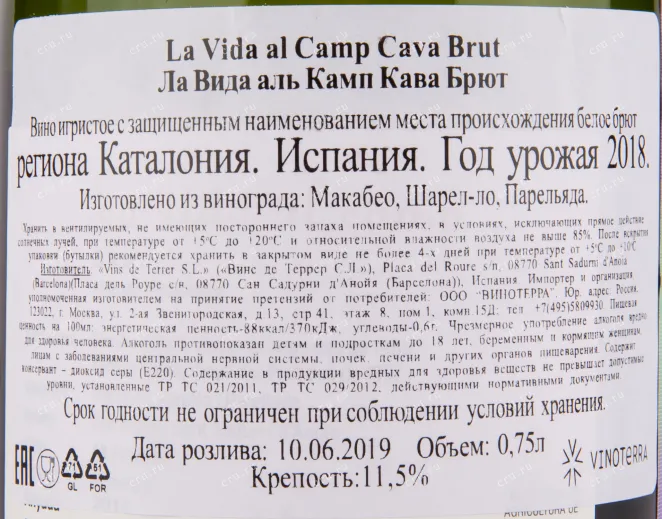 La Vida al Camp Cava Brut
Ла Вида аль Камп Кава Брют
Вино игристое с защищенным наименованием места происхождения белое брют
региона Каталония. Испания. Год урожая 2018.
Изготовлено из винограда: Макабео, Шарел-ло, Парельяда.
Хранить в вентилируемых, не имеющих постороннего запаха помещениях, в условиях, исключающих прямое действие
солнечных лучей, при температуре от +5°C до +20°C и относительной влажности воздуха не выше 85%. После вскрытия
упаковки (бутылки) рекомендуется хранить в закрытом виде не более 4-х дней при температуре от +5°C до +10°C
Изготовитель: «Vins de Terrer S.L.» («Винс де Террер С.Л.»), Placa del Roure s/n, 08770 Sant Sadurni d'Anoia
(Barcelona)(Пласа дель Роуре с/н, 08770 Сан Садурни д'Анойя (Барселона)), Испания Импортер и организация
уполномоченная изготовителем на принятие претензий от потребителей: ООО "ВИНОТЕРРА". Юр. адрес: Россия,
123022, г. Москва, ул. 2-ая Звенигородская, д.13, стр 41, этаж 8, пом 1, комн.15Д; тел +7(495)5809930. Пищевая
ценность на 100мл: энергетическая ценность-88ккал/370кДж, углеводы-0,6г. Чрезмерное употребление алкоголя вредно
для здоровья человека. Алкоголь противопоказан детям и подросткам до 18 лет, беременным и кормящим женщинам,
лицам с заболеваниями центральной нервной системы, почек, печени и других органов пищеварения. Содержит
консервант - диоксид серы (E220). Содержание в продукции вредных для здоровья веществ не превышает допустимые
уровни, установленные ТР ТС 021/2011, ТР ТС 029/2012, действующими нормативными документами.
Срок годности не ограничен при соблюдении условий хранения.
EAC 71 GL 51 FOR
Дата розлива: 10.06.2019 Объем: 0,75л
Крепость: 11,5%
VINOTERRA
AGRICULTURA DE